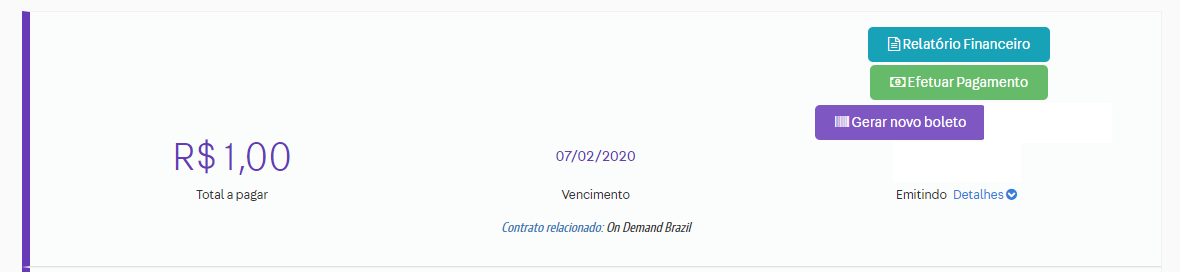 Relatório Financeiro
Efetuar Pagamento
Gerar novo boleto
R$ 1,00
07/02/2020
Total a pagar
Vencimento
Emitindo Detalhes
Contrato relacionado: On Demand Brazil